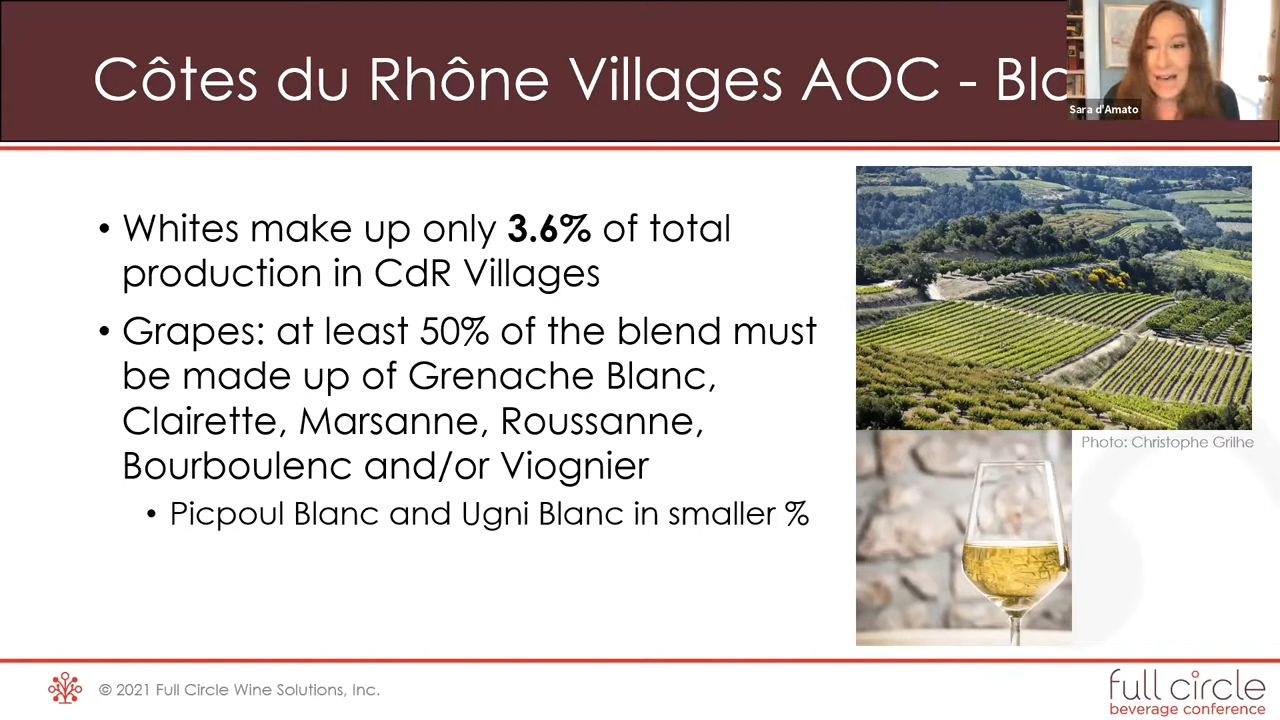 Côtes du Rhône Villages AOC - Bla
Sara d'Amato
• Whites make up only 3.6% of total
production in CdR Villages
• Grapes: at least 50% of the blend must
be made up of Grenache Blanc,
Clairette, Marsanne, Roussanne,
Bourboulenc and/or Viognier
• Picpoul Blanc and Ugni Blanc in smaller %
Photo: Christophe Grilhe
© 2021 Full Circle Wine Solutions, Inc.
full circle
beverage conference